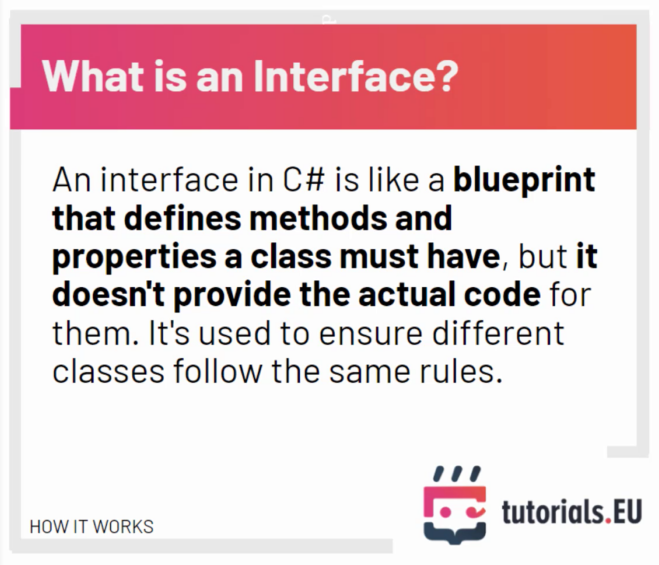 What is an Interface?
An interface in C# is like a blueprint
that defines methods and
properties a class must have, but it
doesn't provide the actual code for
them. It's used to ensure different
classes follow the same rules.
HOW IT WORKS
tutorials.EU